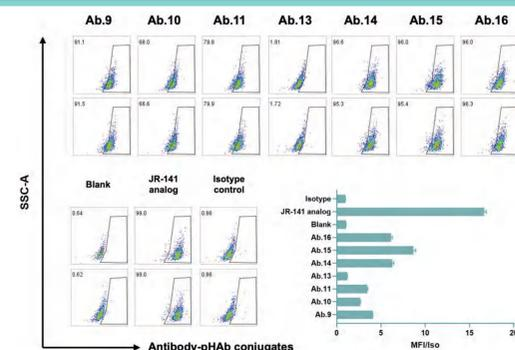 Ab.9 Ab.10 Ab.11 Ab.13 Ab.14 Ab.15 Ab.16
91.1 68.0 79.8 1.81 96.6 96.0 96.0
91.5 68.6 79.9 1.72 95.3 95.4 96.3
SSC-A
Blank JR-141 analog Isotype control
0.64 99.0 0.98
0.62 99.0 0.98
Isotype
JR-141 analog
Blank
Ab.16
Ab.15
Ab.14
Ab.13
Ab.11
Ab.10
Ab.9
0 5 10 15 20
MFI/Iso
Antibody-pHAb conjugates